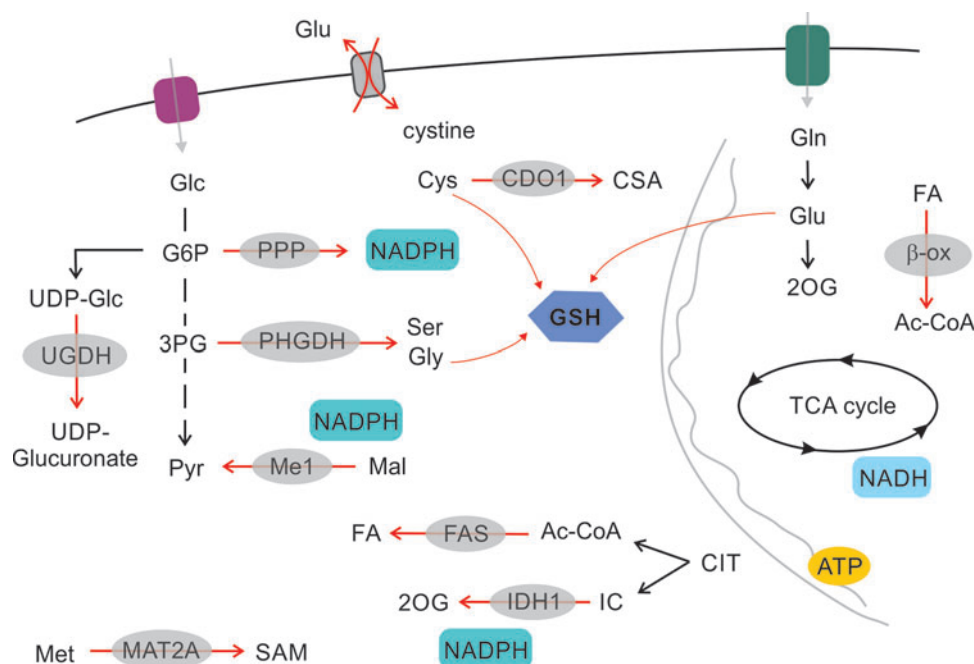 Glu
cystine
Gln
Glc
Cys
CDO1
CSA
FA
Glu
G6P
PPP
NADPH
β-ox
2OG
UDP-Glc
GSH
Ac-CoA
UGDH
3PG
PHGDH
Ser
Gly
TCA cycle
NADPH
UDP-
Glucuronate
Pyr
Me1
Mal
NADH
FA
FAS
Ac-CoA
CIT
ATP
2OG
IDH1
IC
NADPH
Met
MAT2A
SAM